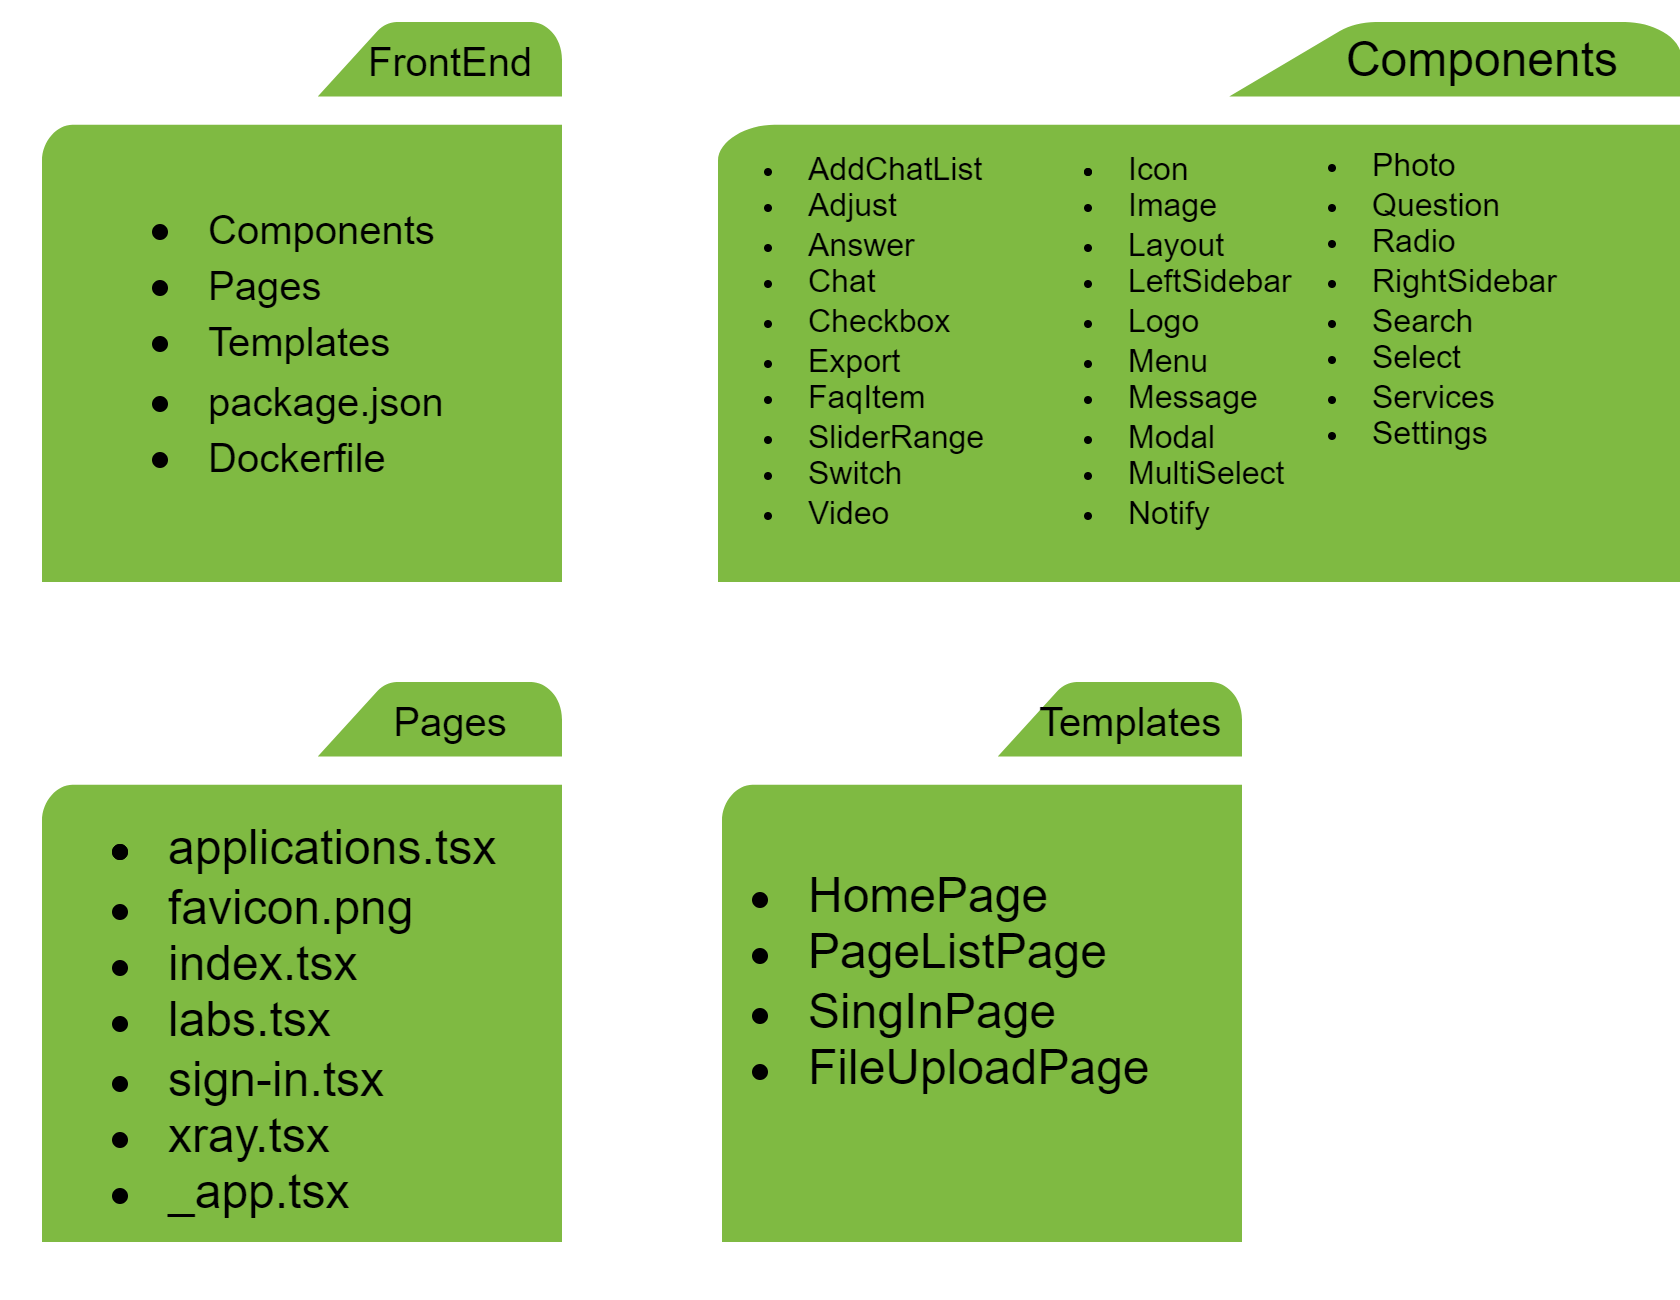 FrontEnd
Components
Pages
Templates
package.json
Dockerfile
Components
AddChatList
Adjust
Answer
Chat
Checkbox
Export
FaqItem
SliderRange
Switch
Video
Icon
Image
Layout
LeftSidebar
Logo
Menu
Message
Modal
MultiSelect
Notify
Photo
Question
Radio
RightSidebar
Search
Select
Services
Settings
Pages
applications.tsx
favicon.png
index.tsx
labs.tsx
sign-in.tsx
xray.tsx
_app.tsx
Templates
HomePage
PageListPage
SingInPage
FileUploadPage